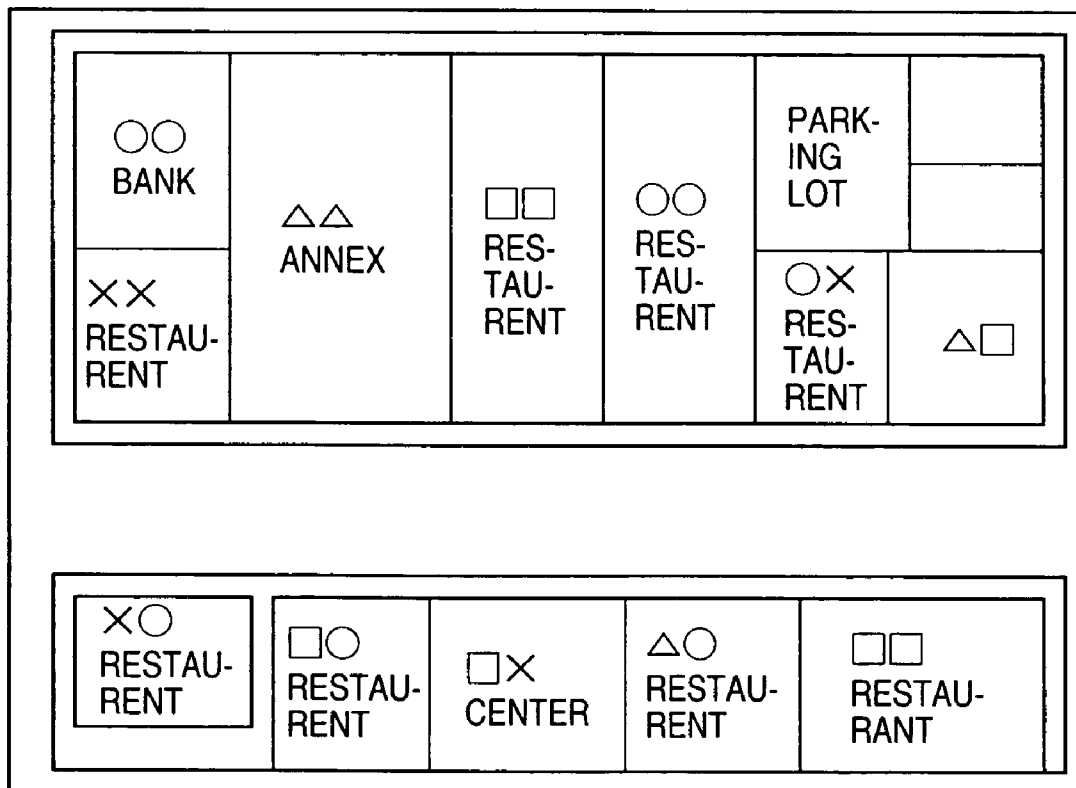 ○○
BANK
△△
ANNEX
□□
RES-
TAU-
RENT
○○
RES-
TAU-
RENT
PARK-
ING
LOT
××
RESTAU-
RENT
○×
RES-
TAU-
RENT
△□
×○
RESTAU-
RENT
□○
RESTAU-
RENT
□×
CENTER
△○
RESTAU-
RENT
□□
RESTAU-
RANT